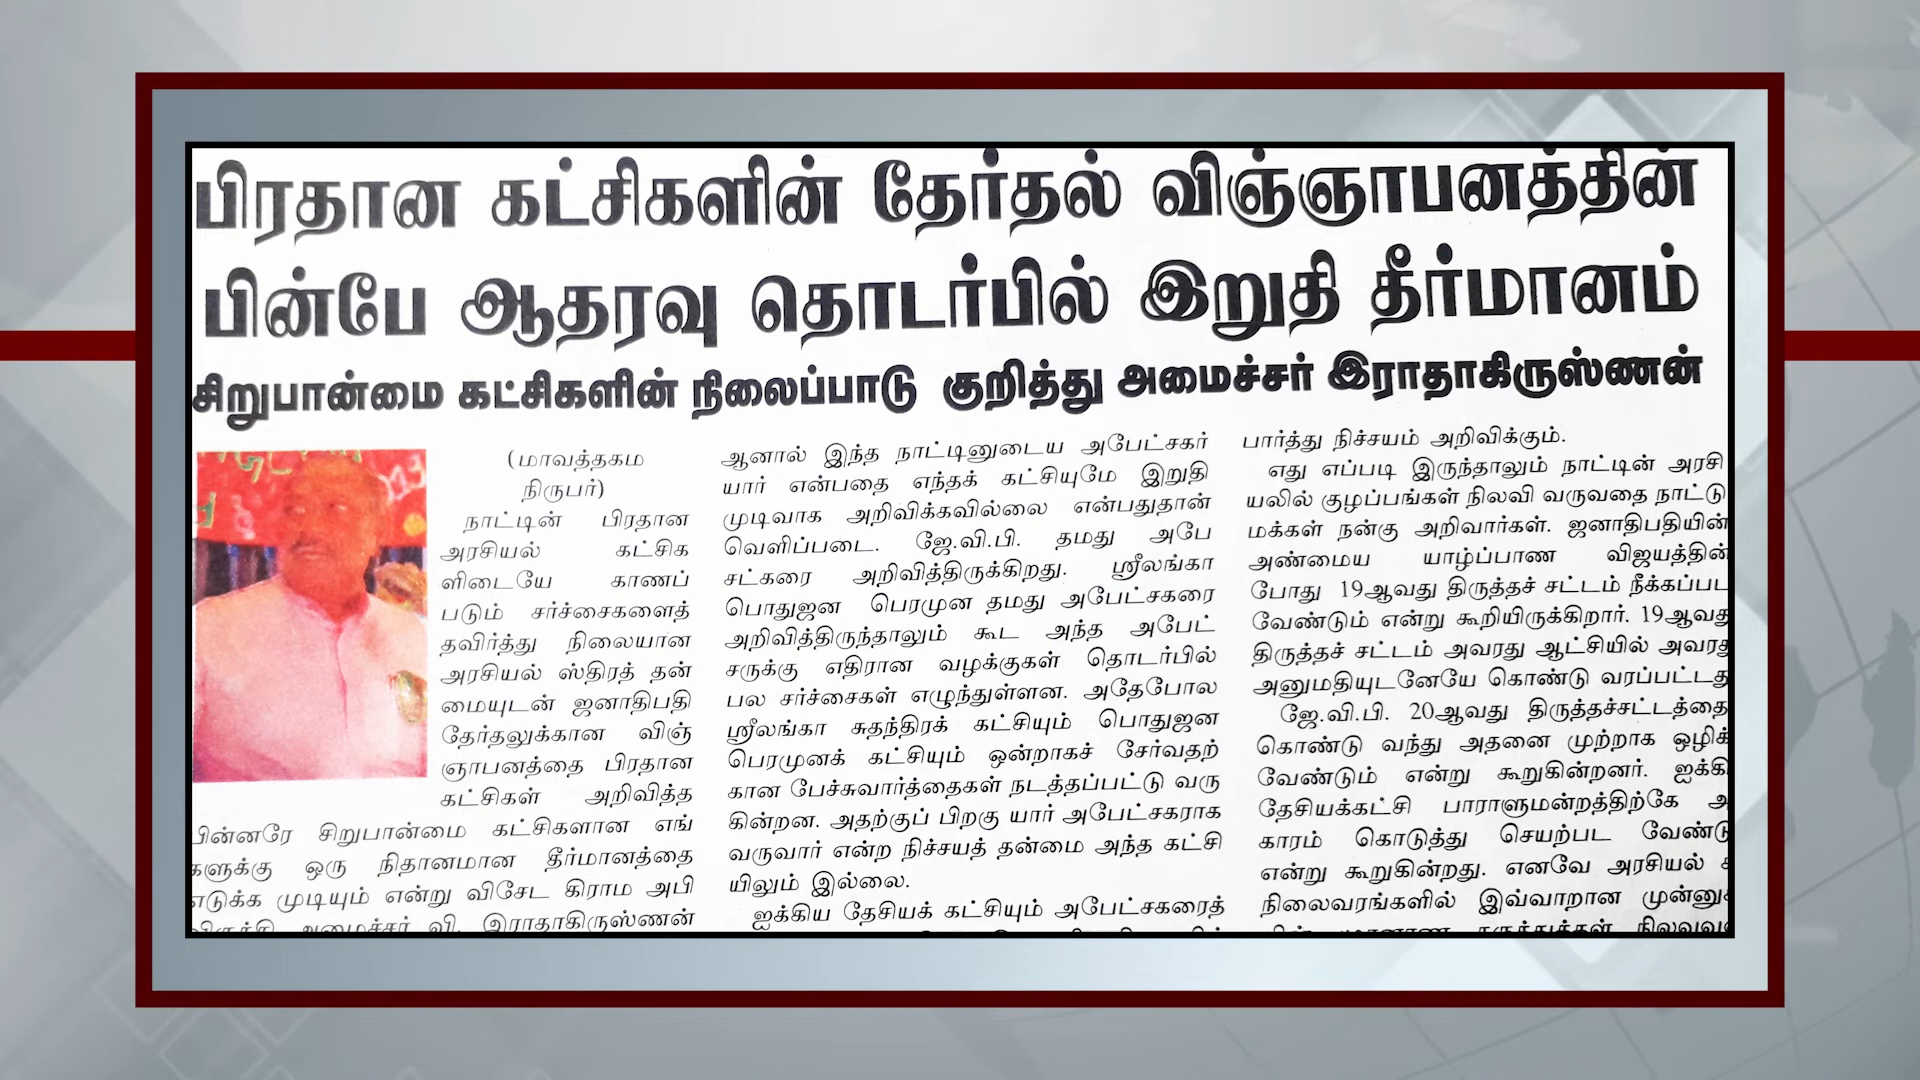 பிரதான கட்சிகளின் தேர்தல் விஞ்ஞாபனத்தின்
பின்பே ஆதரவு தொடர்பில் இறுதி தீர்மானம்
சிறுபான்மை கட்சிகளின் நிலைப்பாடு குறித்து அமைச்சர் இராதாகிருஸ்ணன்
(மாவத்தகம
நிருபர்)
நாட்டின் பிரதான
அரசியல் கட்சிக
ளிடையே காணப்
படும் சர்ச்சைகளைத்
தவிர்த்து நிலையான
அரசியல் ஸ்திரத் தன்
மையுடன் ஜனாதிபதி
தேர்தலுக்கான விஞ்
ஞாபனத்தை பிரதான
கட்சிகள் அறிவித்த
பின்னரே சிறுபான்மை கட்சிகளான எங்
களுக்கு ஒரு நிதானமான தீர்மானத்தை
எடுக்க முடியும் என்று விசேட கிராம அபி
அமைச்சர் வி. இராதாகிருஸ்ணன்
ஆனால் இந்த நாட்டினுடைய அபேட்சகர்
யார் என்பதை எந்தக் கட்சியுமே இறுதி
முடிவாக அறிவிக்கவில்லை என்பதுதான்
வெளிப்படை. ஜே.வி.பி. தமது அபே
சட்கரை அறிவித்திருக்கிறது. ஸ்ரீலங்கா
பொதுஜன பெரமுன தமது அபேட்சகரை
அறிவித்திருந்தாலும் கூட அந்த அபேட்
சருக்கு எதிரான வழக்குகள் தொடர்பில்
பல சர்ச்சைகள் எழுந்துள்ளன. அதேபோல
ஸ்ரீலங்கா சுதந்திரக் கட்சியும் பொதுஜன
பெரமுனக் கட்சியும் ஒன்றாகச் சேர்வதற்
கான பேச்சுவார்த்தைகள் நடத்தப்பட்டு வரு
கின்றன. அதற்குப் பிறகு யார் அபேட்சகராக
வருவார் என்ற நிச்சயத் தன்மை அந்த கட்சி
யிலும் இல்லை.
ஐக்கிய தேசியக் கட்சியும் அபேட்சகரைத்
பார்த்து நிச்சயம் அறிவிக்கும்.
எது எப்படி இருந்தாலும் நாட்டின் அரசி
யலில் குழப்பங்கள் நிலவி வருவதை நாட்டு
மக்கள் நன்கு அறிவார்கள். ஜனாதிபதியின்
அண்மைய யாழ்ப்பாண விஜயத்தின்
போது 19ஆவது திருத்தச் சட்டம் நீக்கப்பட
வேண்டும் என்று கூறியிருக்கிறார். 19ஆவது
திருத்தச் சட்டம் அவரது ஆட்சியில் அவரது
அனுமதியுடனேயே கொண்டு வரப்பட்டது
ஜே.வி.பி. 20ஆவது திருத்தச்சட்டத்தை
கொண்டு வந்து அதனை முற்றாக ஒழிக்
வேண்டும் என்று கூறுகின்றனர். ஐக்கி
தேசியக்கட்சி பாராளுமன்றத்திற்கே அ
காரம் கொடுத்து செயற்பட வேண்டு
என்று கூறுகின்றது. எனவே அரசியல் க
நிலைவரங்களில் இவ்வாறான முன்னுக்